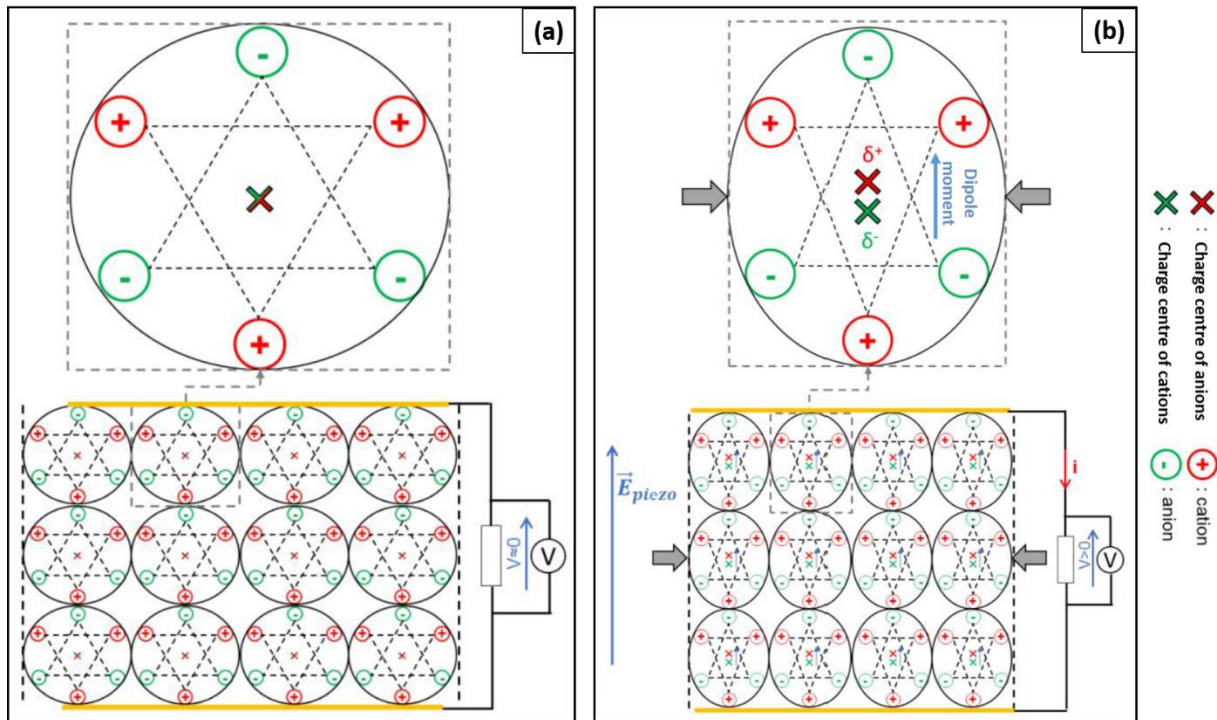 (a)
V≈0
V
(b)
δ+
δ-
Dipole
moment
E piezo
i
V>0
V
: Charge centre of cations
: Charge centre of anions
- : anion
+ : cation